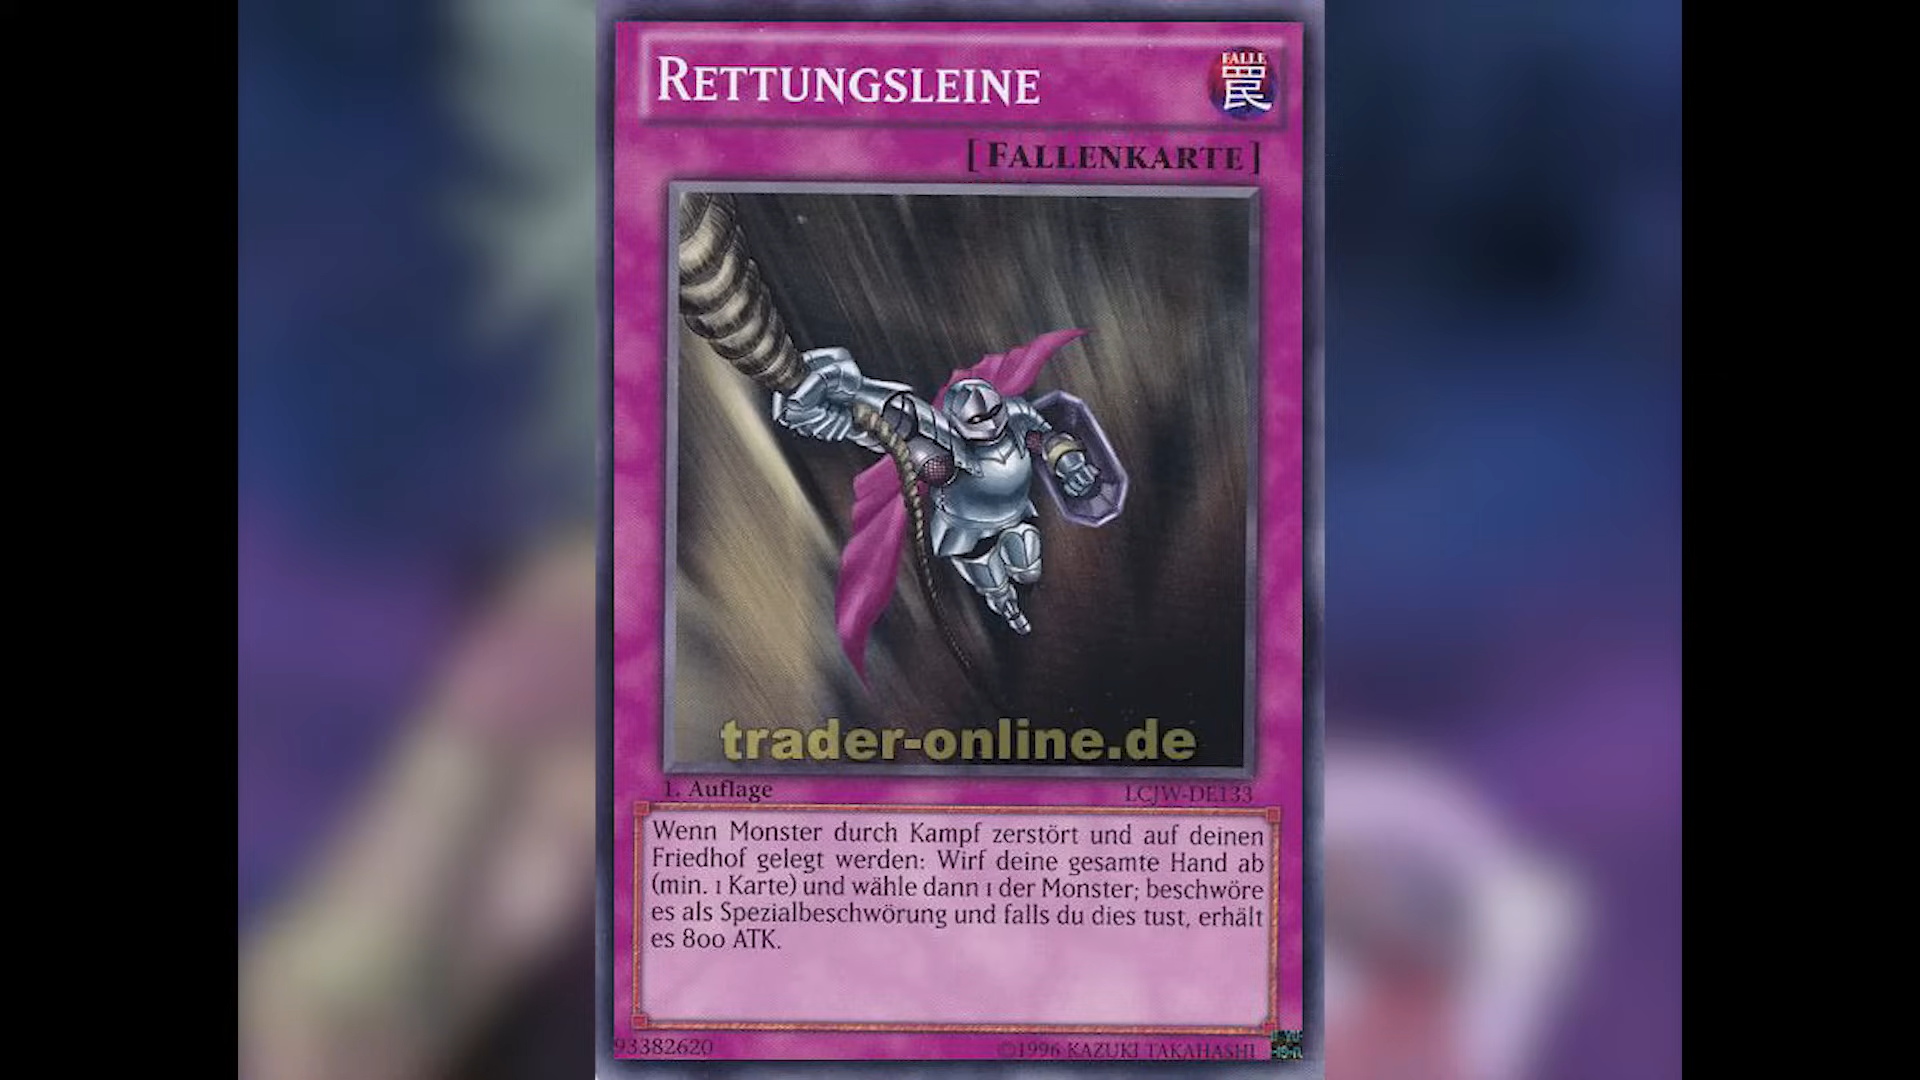 RETTUNGSLEINE
FALLE
罠
[FALLENKARTE]
trader-online.de
1. Auflage
LCJW-DE133
Wenn Monster durch Kampf zerstört und auf deinen
Friedhof gelegt werden: Wirf deine gesamte Hand ab
(min. 1 Karte) und wähle dann 1 der Monster; beschwöre
es als Spezialbeschwörung und falls du dies tust, erhält
es 800 ATK.
93382620
©1996 KAZUKI TAKAHASHI